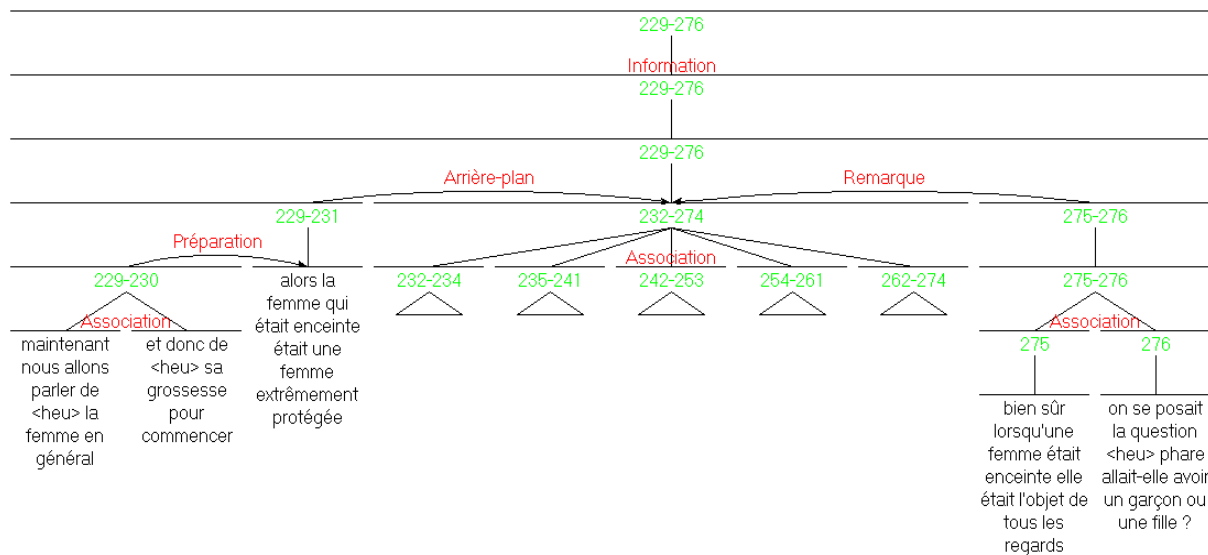 229-276
Information
229-276
229-276
Arrière-plan
Remarque
229-231
232-274
275-276
Préparation
Association
229-230
232-234
235-241
242-253
254-261
262-274
275-276
Association
Association
275
276
maintenant
nous allons
parler de
<heu> la
femme en
général
et donc de
<heu> sa
grossesse
pour
commencer
alors la
femme qui
était enceinte
était une
femme
extrêmement
protégée
bien sûr
lorsqu'une
femme était
enceinte elle
était l'objet de
tous les
regards
on se posait
la question
<heu> phare
allait-elle avoir
un garçon ou
une fille ?